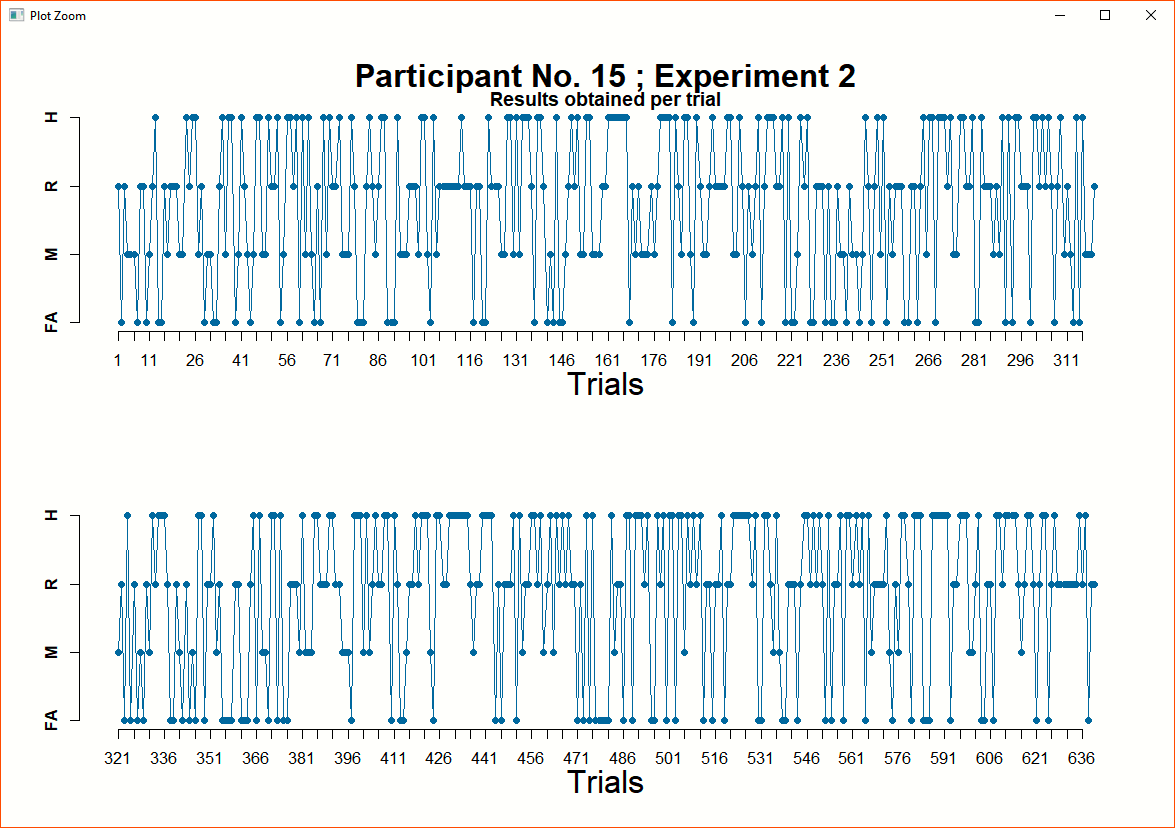 Plot Zoom
Participant No. 15 ; Experiment 2
Results obtained per trial
H
R
M
FA
1 11 26 41 56 71 86 101 116 131 146 161 176 191 206 221 236 251 266 281 296 311
Trials
H
R
M
FA
321 336 351 366 381 396 411 426 441 456 471 486 501 516 531 546 561 576 591 606 621 636
Trials